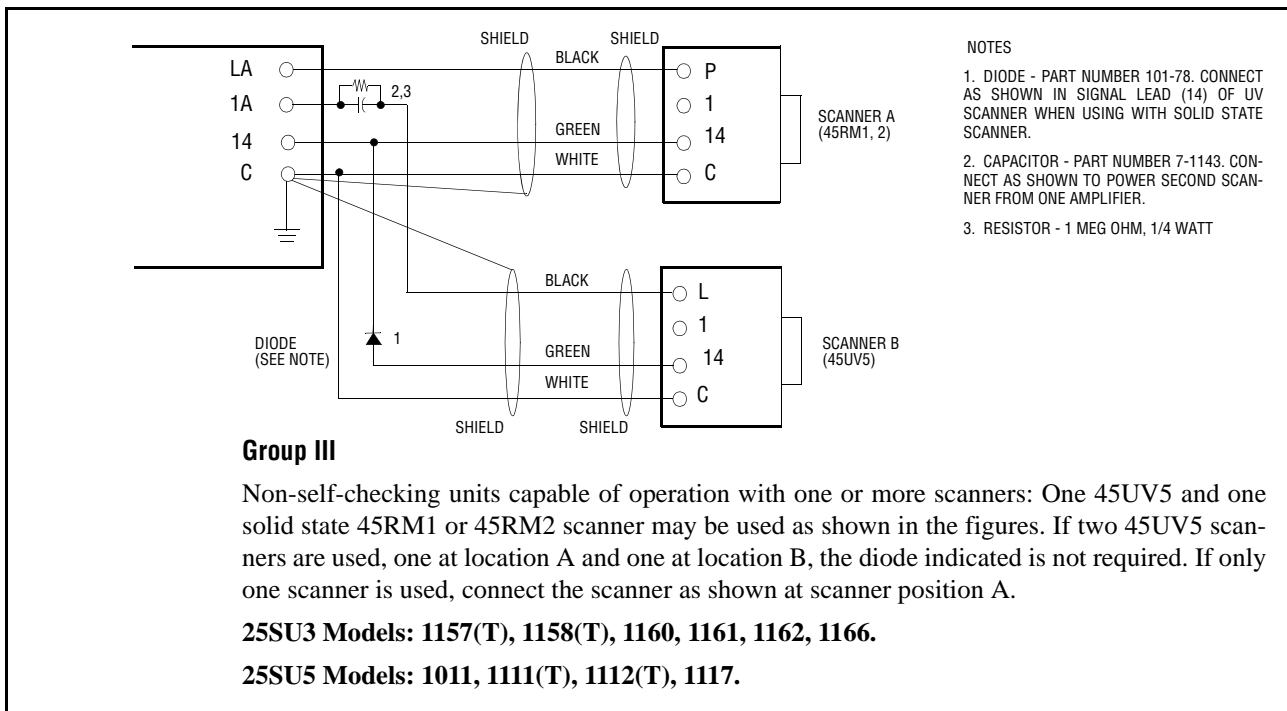 SHIELD
SHIELD
BLACK
LA
1A
2,3
14
C
GREEN
WHITE
P
1
14
C
SCANNER A
(45RM1, 2)
NOTES
1. DIODE - PART NUMBER 101-78. CONNECT
AS SHOWN IN SIGNAL LEAD (14) OF UV
SCANNER WHEN USING WITH SOLID STATE
SCANNER.
2. CAPACITOR - PART NUMBER 7-1143. CON-
NECT AS SHOWN TO POWER SECOND SCAN-
NER FROM ONE AMPLIFIER.
3. RESISTOR - 1 MEG OHM, 1/4 WATT
BLACK
DIODE
(SEE NOTE)
1
GREEN
WHITE
L
1
14
C
SCANNER B
(45UV5)
SHIELD
SHIELD
Group III
Non-self-checking units capable of operation with one or more scanners: One 45UV5 and one
solid state 45RM1 or 45RM2 scanner may be used as shown in the figures. If two 45UV5 scan-
ners are used, one at location A and one at location B, the diode indicated is not required. If only
one scanner is used, connect the scanner as shown at scanner position A.
25SU3 Models: 1157(T), 1158(T), 1160, 1161, 1162, 1166.
25SU5 Models: 1011, 1111(T), 1112(T), 1117.